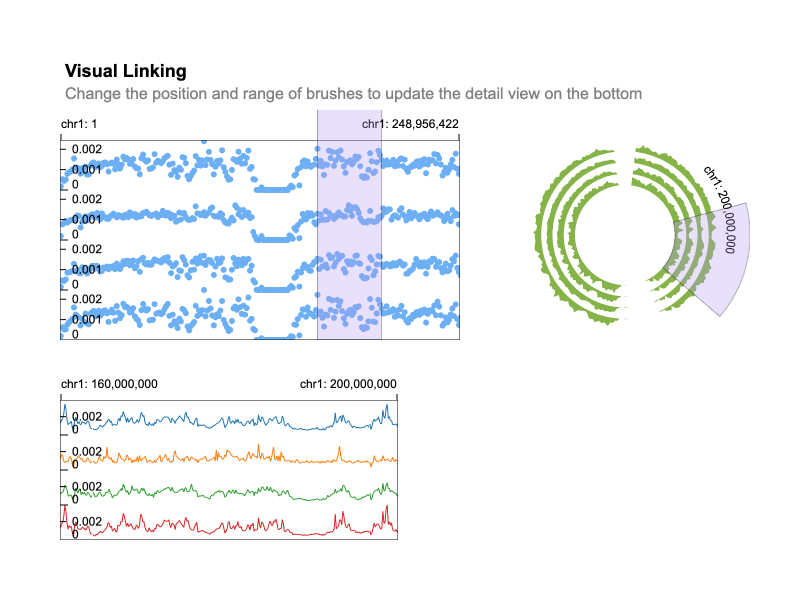 Visual Linking
Change the position and range of brushes to update the detail view on the bottom
chr1: 1
chr1: 248,956,422
0.002
0.001
0
0.002
0.001
0
0.002
0.001
0
0.002
0.001
0
chr1: 200,000,000
chr1: 160,000,000
chr1: 200,000,000
0.002
0
0.002
0
0.002
0
0.002
0